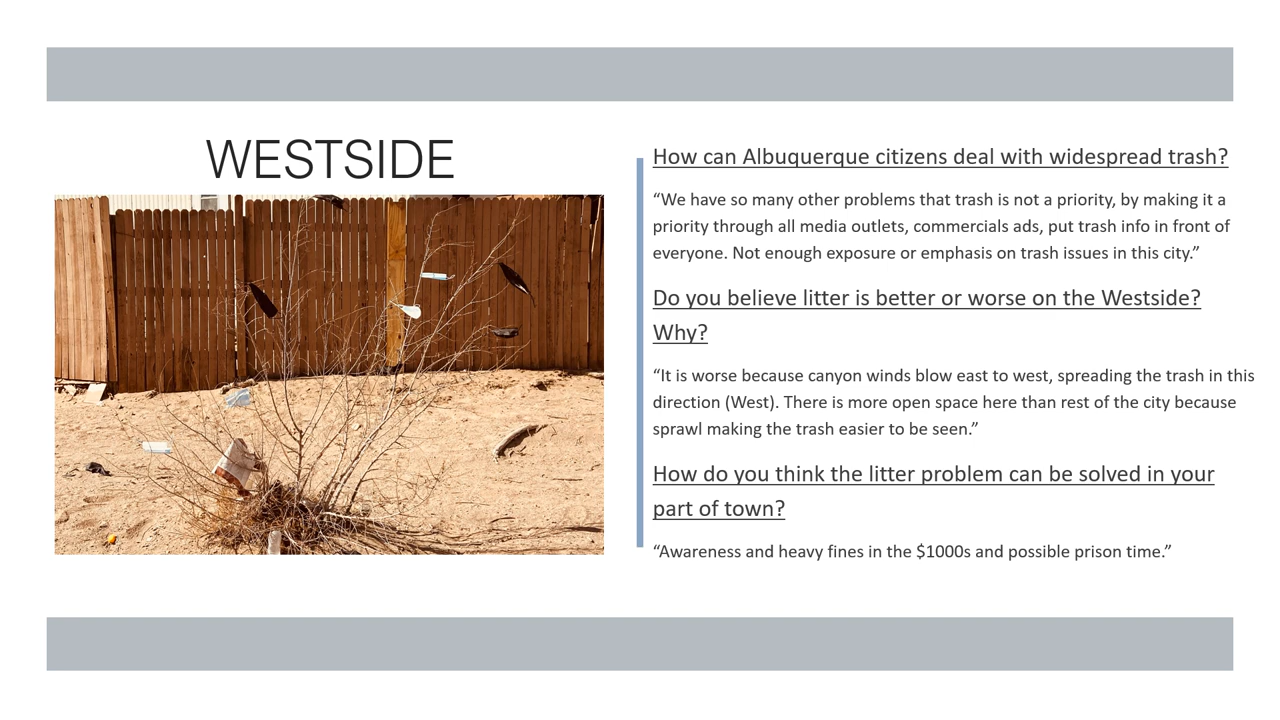 WESTSIDE
How can Albuquerque citizens deal with widespread trash?
“We have so many other problems that trash is not a priority, by making it a
priority through all media outlets, commercials ads, put trash info in front of
everyone. Not enough exposure or emphasis on trash issues in this city.”
Do you believe litter is better or worse on the Westside?
Why?
“It is worse because canyon winds blow east to west, spreading the trash in this
direction (West). There is more open space here than rest of the city because
sprawl making the trash easier to be seen.”
How do you think the litter problem can be solved in your
part of town?
“Awareness and heavy fines in the $1000s and possible prison time.”